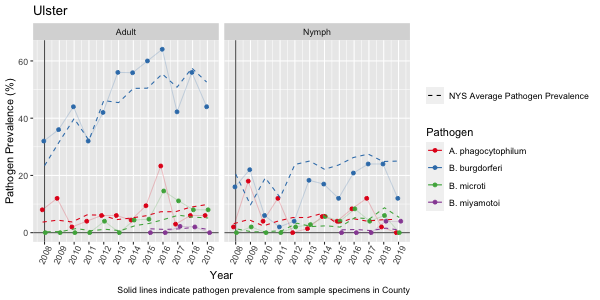 Ulster
Adult
Nymph
Pathogen Prevalence (%)
60
40
20
0
2008 2009 2010 2011 2012 2013 2014 2015 2016 2017 2018 2019
2008 2009 2010 2011 2012 2013 2014 2015 2016 2017 2018 2019
Year
NYS Average Pathogen Prevalence
Pathogen
A. phagocytophilum
B. burgdorferi
B. microti
B. miyamotoi
Solid lines indicate pathogen prevalence from sample specimens in County